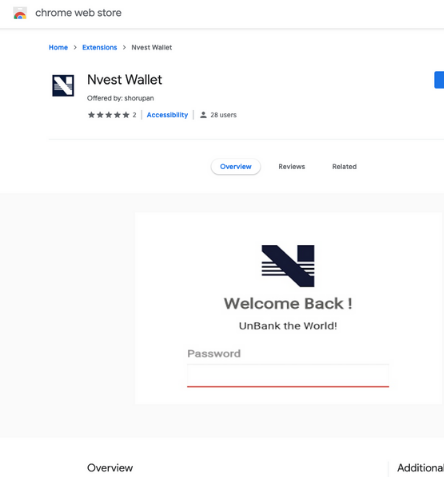 chrome web store
Home > Extensions > Nvest Wallet
Nvest Wallet
Offered by: shorupan
★★★★★ 2 | Accessibility | 28 users
Overview Reviews Related
Welcome Back !
UnBank the World!
Password
Overview Additional